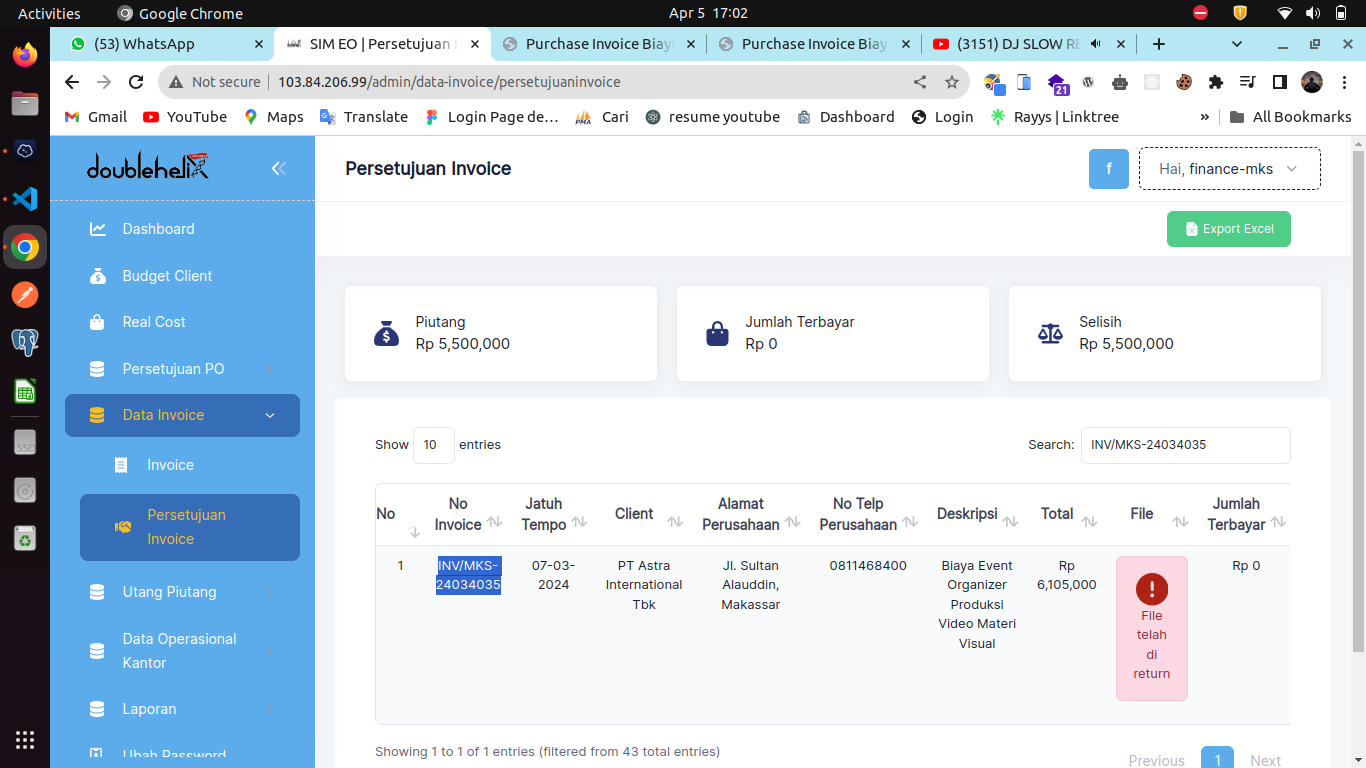 Activities
Google Chrome
Apr 5 17:02
(53) WhatsApp
SIM EO | Persetujuan
Purchase Invoice Biay
Purchase Invoice Biay
(3151) DJ SLOW RE
Not secure
103.84.206.99/admin/data-invoice/persetujuaninvoice
21
Gmail
YouTube
Maps
Translate
Login Page de...
Cari
resume youtube
Dashboard
Login
Rayys | Linktree
»
All Bookmarks
doublehelix
Persetujuan Invoice
f
Hai, finance-mks
Export Excel
Dashboard
Budget Client
Real Cost
Persetujuan PO
Data Invoice
Invoice
Persetujuan
Invoice
Utang Piutang
Data Operasional
Kantor
Laporan
Ubah Password
Piutang
Rp 5,500,000
Jumlah Terbayar
Rp 0
Selisih
Rp 5,500,000
Show 10 entries
Search: INV/MKS-24034035
No
No
Invoice
Jatuh
Tempo
Client
Alamat
Perusahaan
No Telp
Perusahaan
Deskripsi
Total
File
Jumlah
Terbayar
1
INV/MKS-
24034035
07-03-
2024
PT Astra
International
Tbk
Jl. Sultan
Alauddin,
Makassar
0811468400
Biaya Event
Organizer
Produksi
Video Materi
Visual
Rp
6,105,000
File
telah
di
return
Rp 0
Showing 1 to 1 of 1 entries (filtered from 43 total entries)
Previous
1
Next
SSD